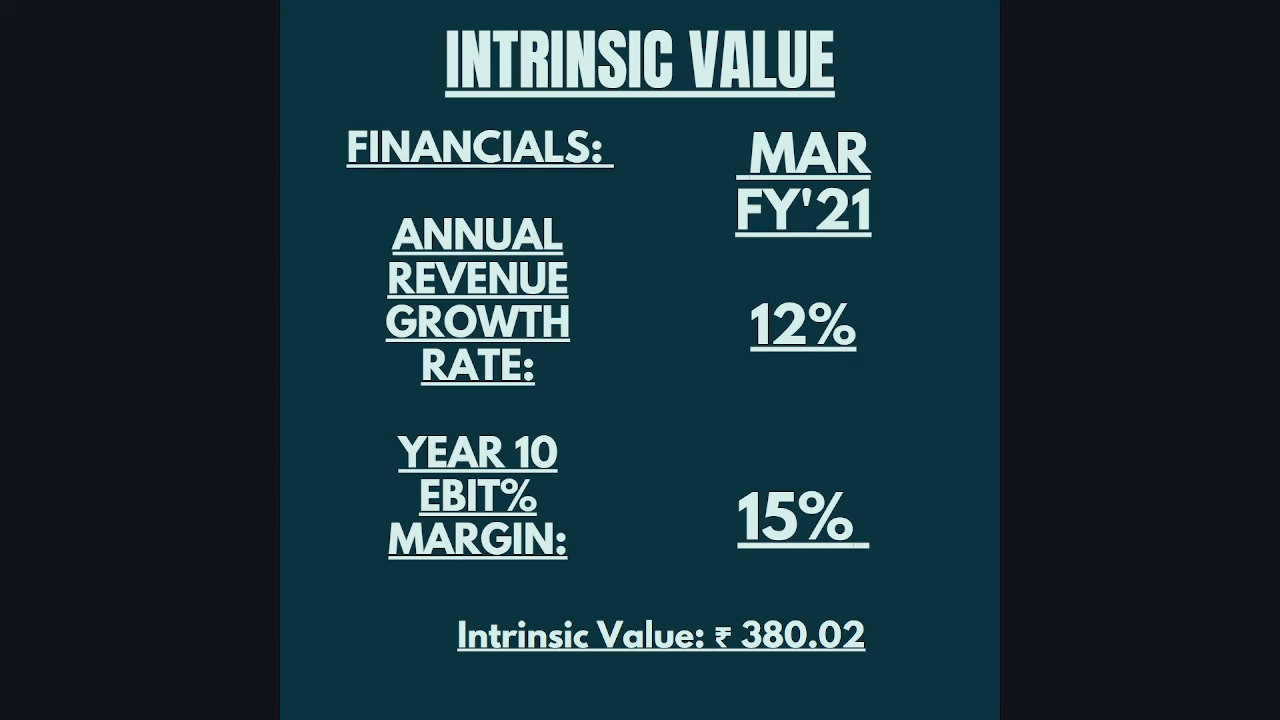 INTRINSIC VALUE
FINANCIALS:
MAR
FY'21
ANNUAL
REVENUE
GROWTH
RATE:
12%
YEAR 10
EBIT%
MARGIN:
15%
Intrinsic Value: ₹ 380.02